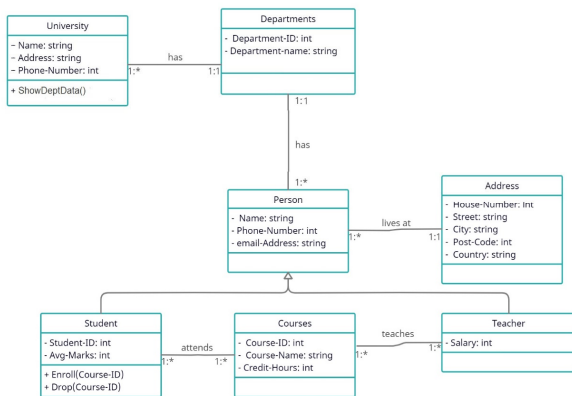 University
– Name: string
– Address: string
– Phone-Number: int
+ ShowDeptData()
has
1:*
1:1
Departments
- Department-ID: int
- Department-name: string
1:1
has
1:*
Person
- Name: string
- Phone-Number: int
- email-Address: string
lives at
1:*
1:1
Address
- House-Number: Int
- Street: string
- City: string
- Post-Code: int
- Country: string
Student
- Student-ID: int
- Avg-Marks: int
+ Enroll(Course-ID)
+ Drop(Course-ID)
attends
1:*
1:*
Courses
- Course-ID: int
- Course-Name: string
- Credit-Hours: int
teaches
1:*
1:*
Teacher
- Salary: int